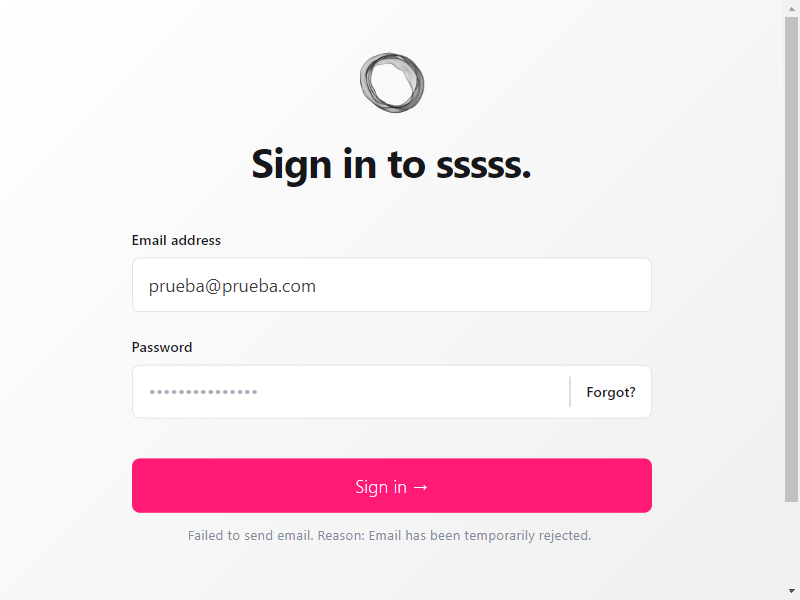 Sign in to sssss.
Email address
prueba@prueba.com
Password
•••••••••••••••
Forgot?
Sign in →
Failed to send email. Reason: Email has been temporarily rejected.